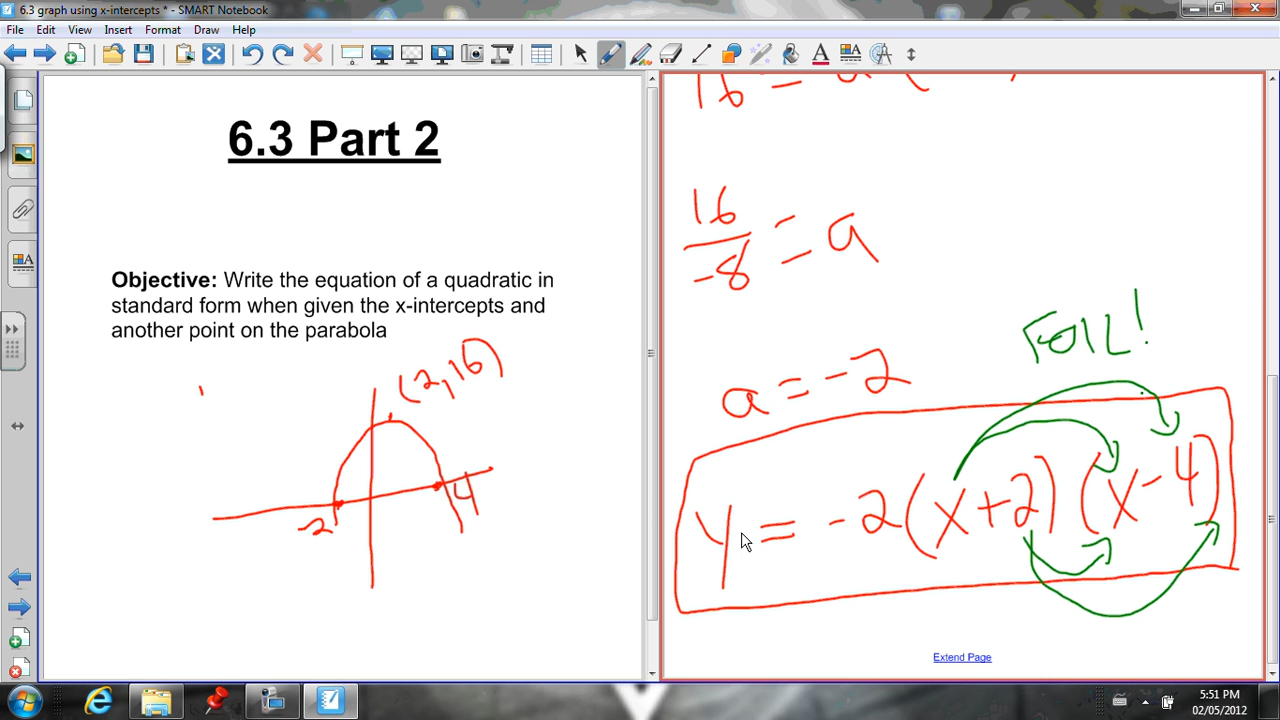 6.3 graph using x-intercepts * - SMART Notebook
File Edit View Insert Format Draw Help
6.3 Part 2
Objective: Write the equation of a quadratic in
standard form when given the x-intercepts and
another point on the parabola
(2,16)
-2
4
16 = a(
16/-8 = a
a = -2
FOIL!
y = -2(x+2)(x-4)
Extend Page
5:51 PM
02/05/2012